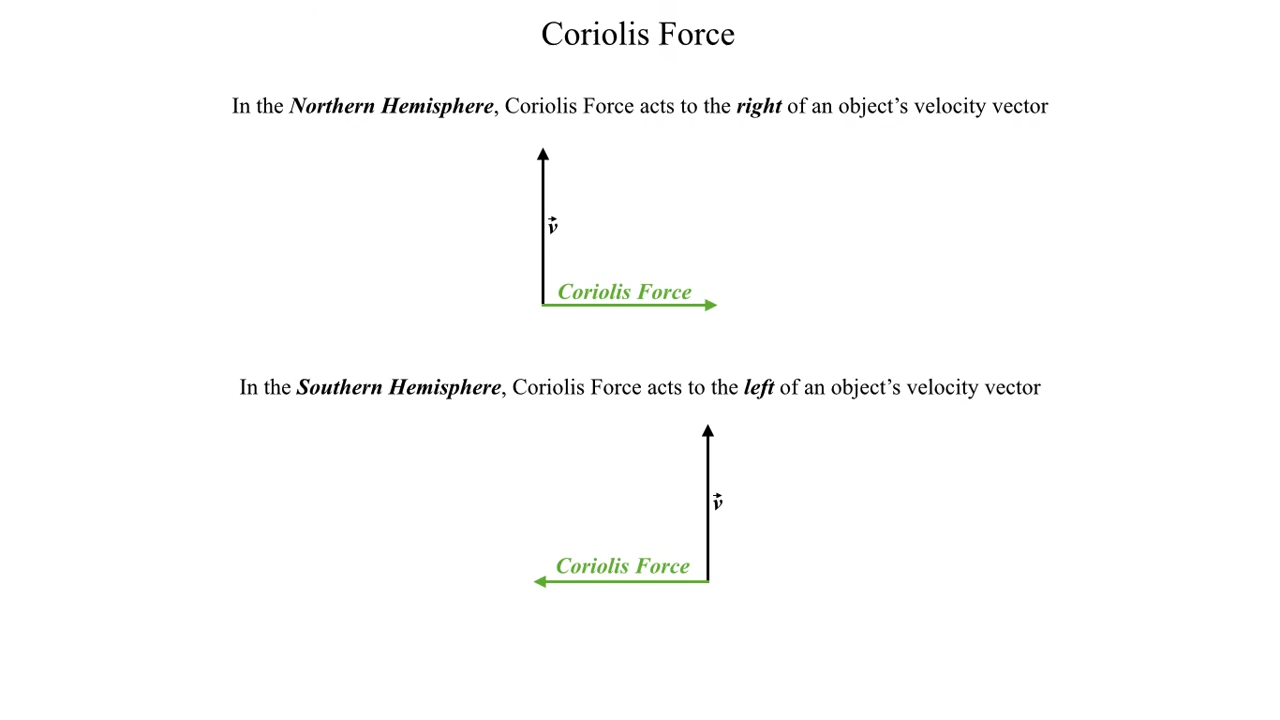 Coriolis Force
In the Northern Hemisphere, Coriolis Force acts to the right of an object’s velocity vector
v⃗
Coriolis Force
In the Southern Hemisphere, Coriolis Force acts to the left of an object’s velocity vector
v⃗
Coriolis Force